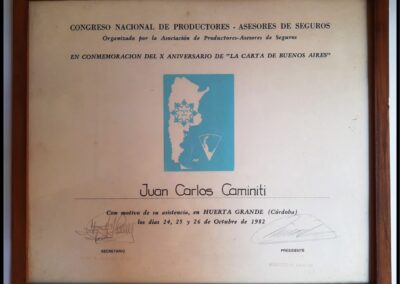 CONGRESO NACIONAL DE PRODUCTORES - ASESORES DE SEGUROS
Organizado por la Asociación de Productores-Asesores de Seguros
EN CONMEMORACION DEL X ANIVERSARIO DE "LA CARTA DE BUENOS AIRES"
Juan Carlos Caminiti
Con motivo de su asistencia, en HUERTA GRANDE (Córdoba)
los días 24, 25 y 26 de Octubre de 1982
SECRETARIO
PRESIDENTE